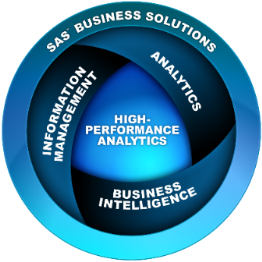 SAS® BUSINESS SOLUTIONS
ANALYTICS
INFORMATION
MANAGEMENT
HIGH-
PERFORMANCE
ANALYTICS
BUSINESS
INTELLIGENCE